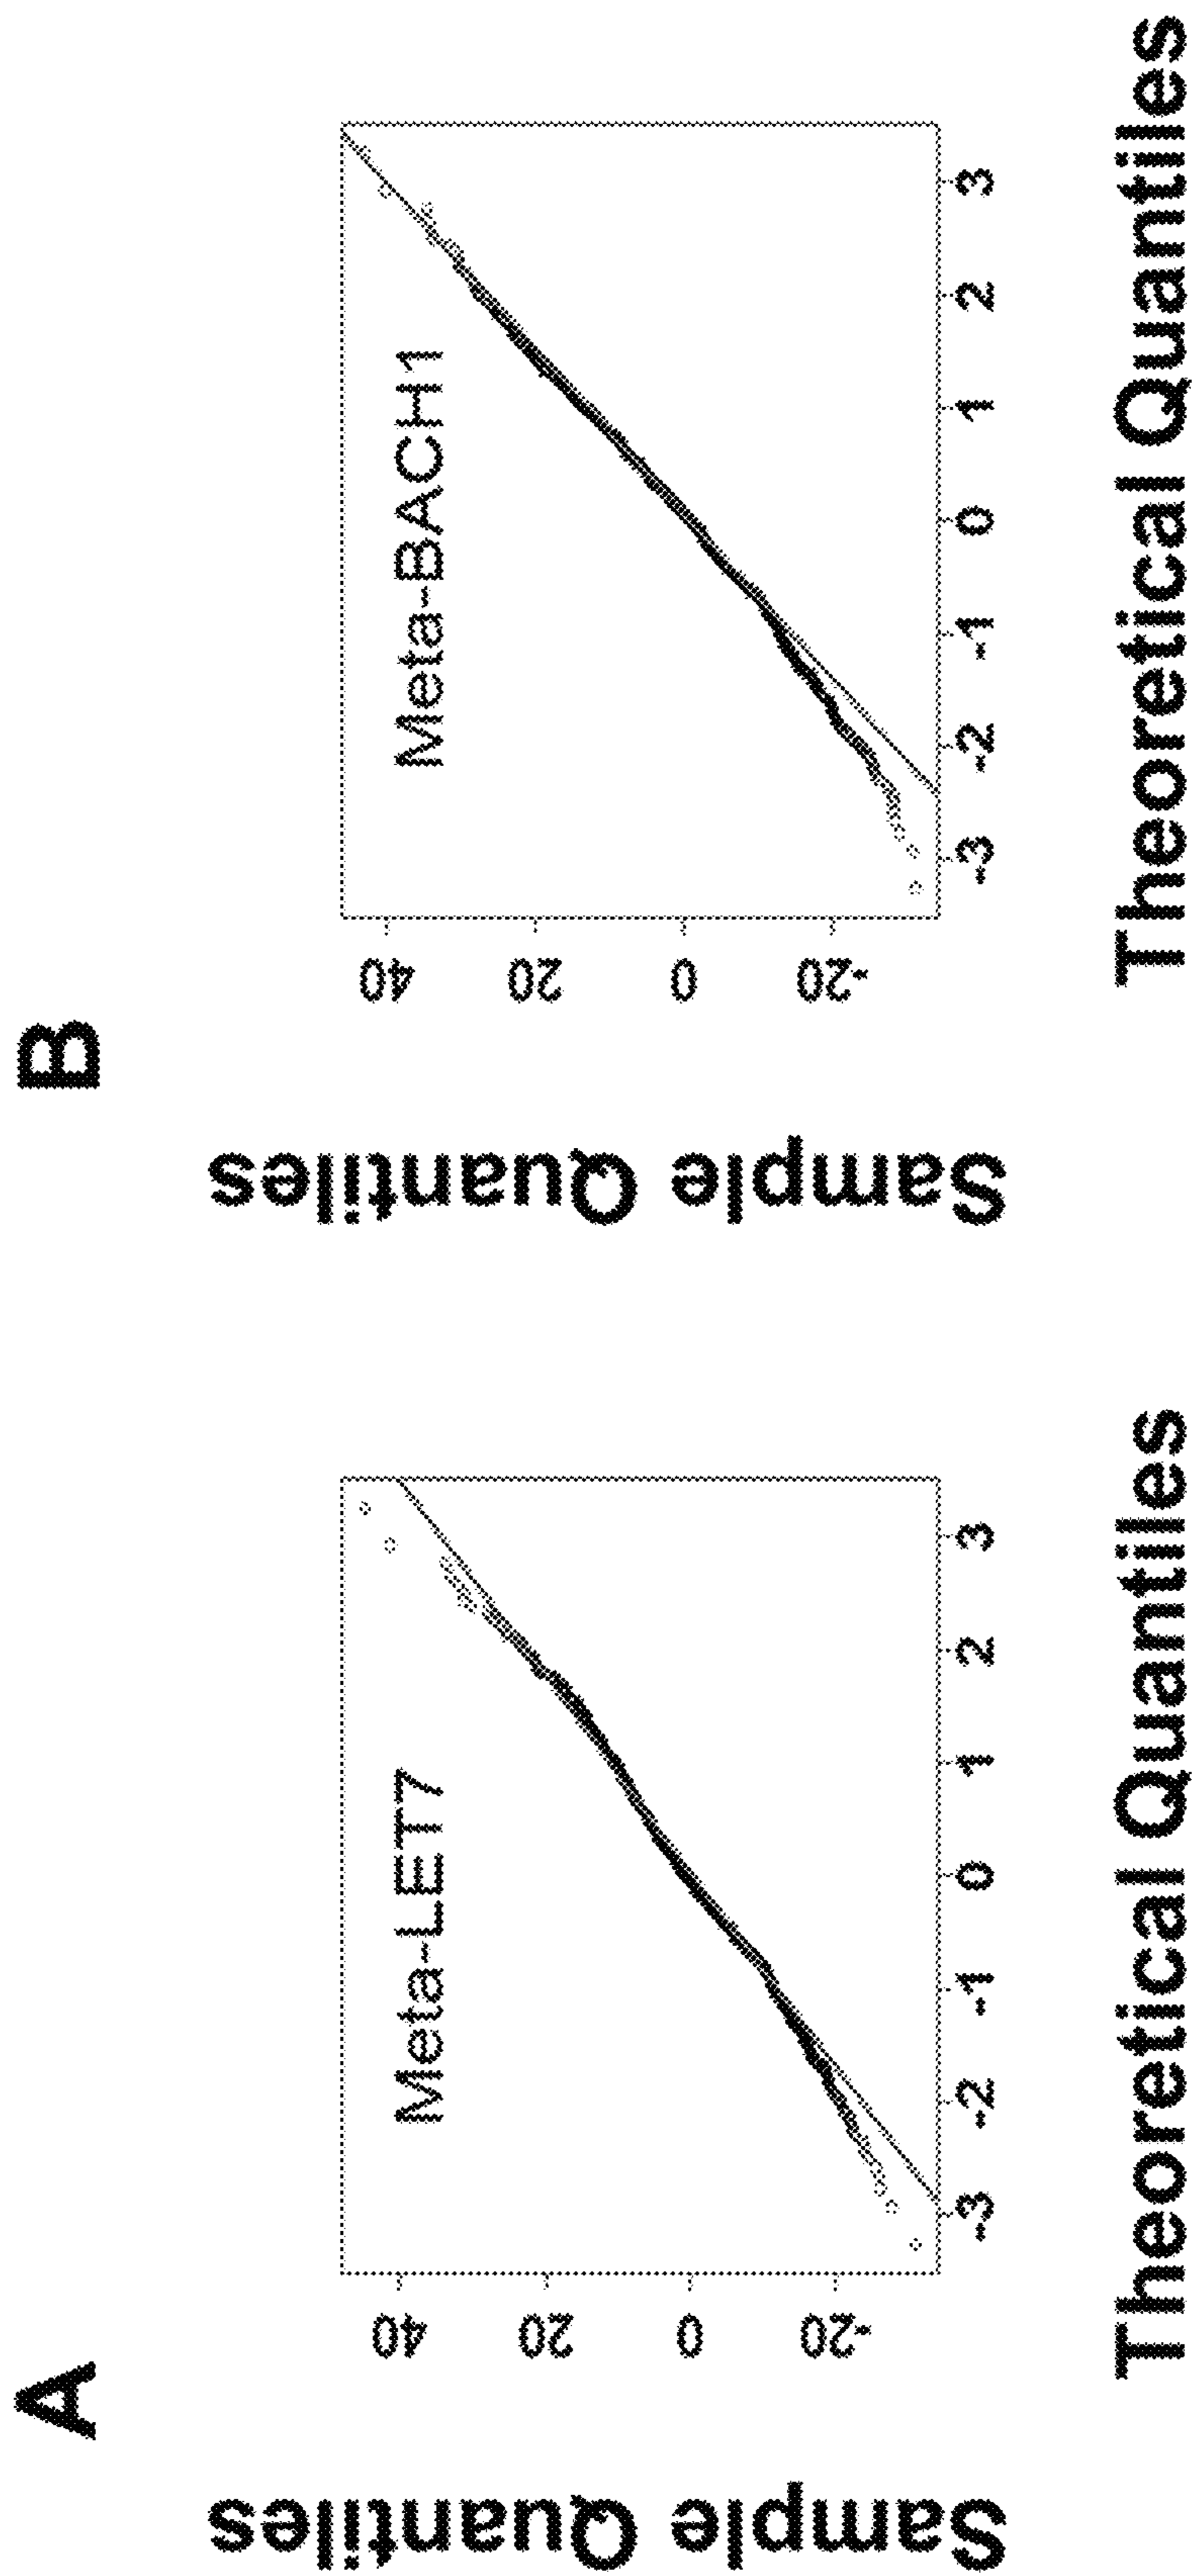 A
Sample Quantiles
40
20
0
-20
Meta-LET7
-3
-2
-1
0
1
2
3
Theoretical Quantiles
B
Sample Quantiles
40
20
0
-20
Meta-BACH1
-3
-2
-1
0
1
2
3
Theoretical Quantiles